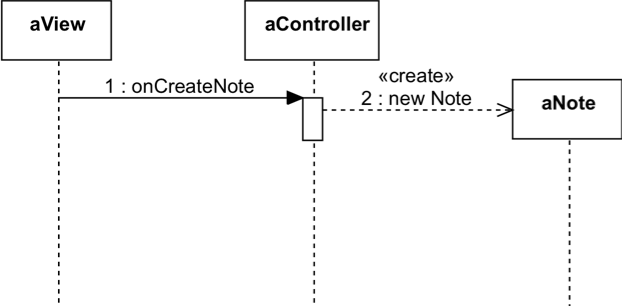 aView
aController
1 : onCreateNote
«create»
2 : new Note
aNote